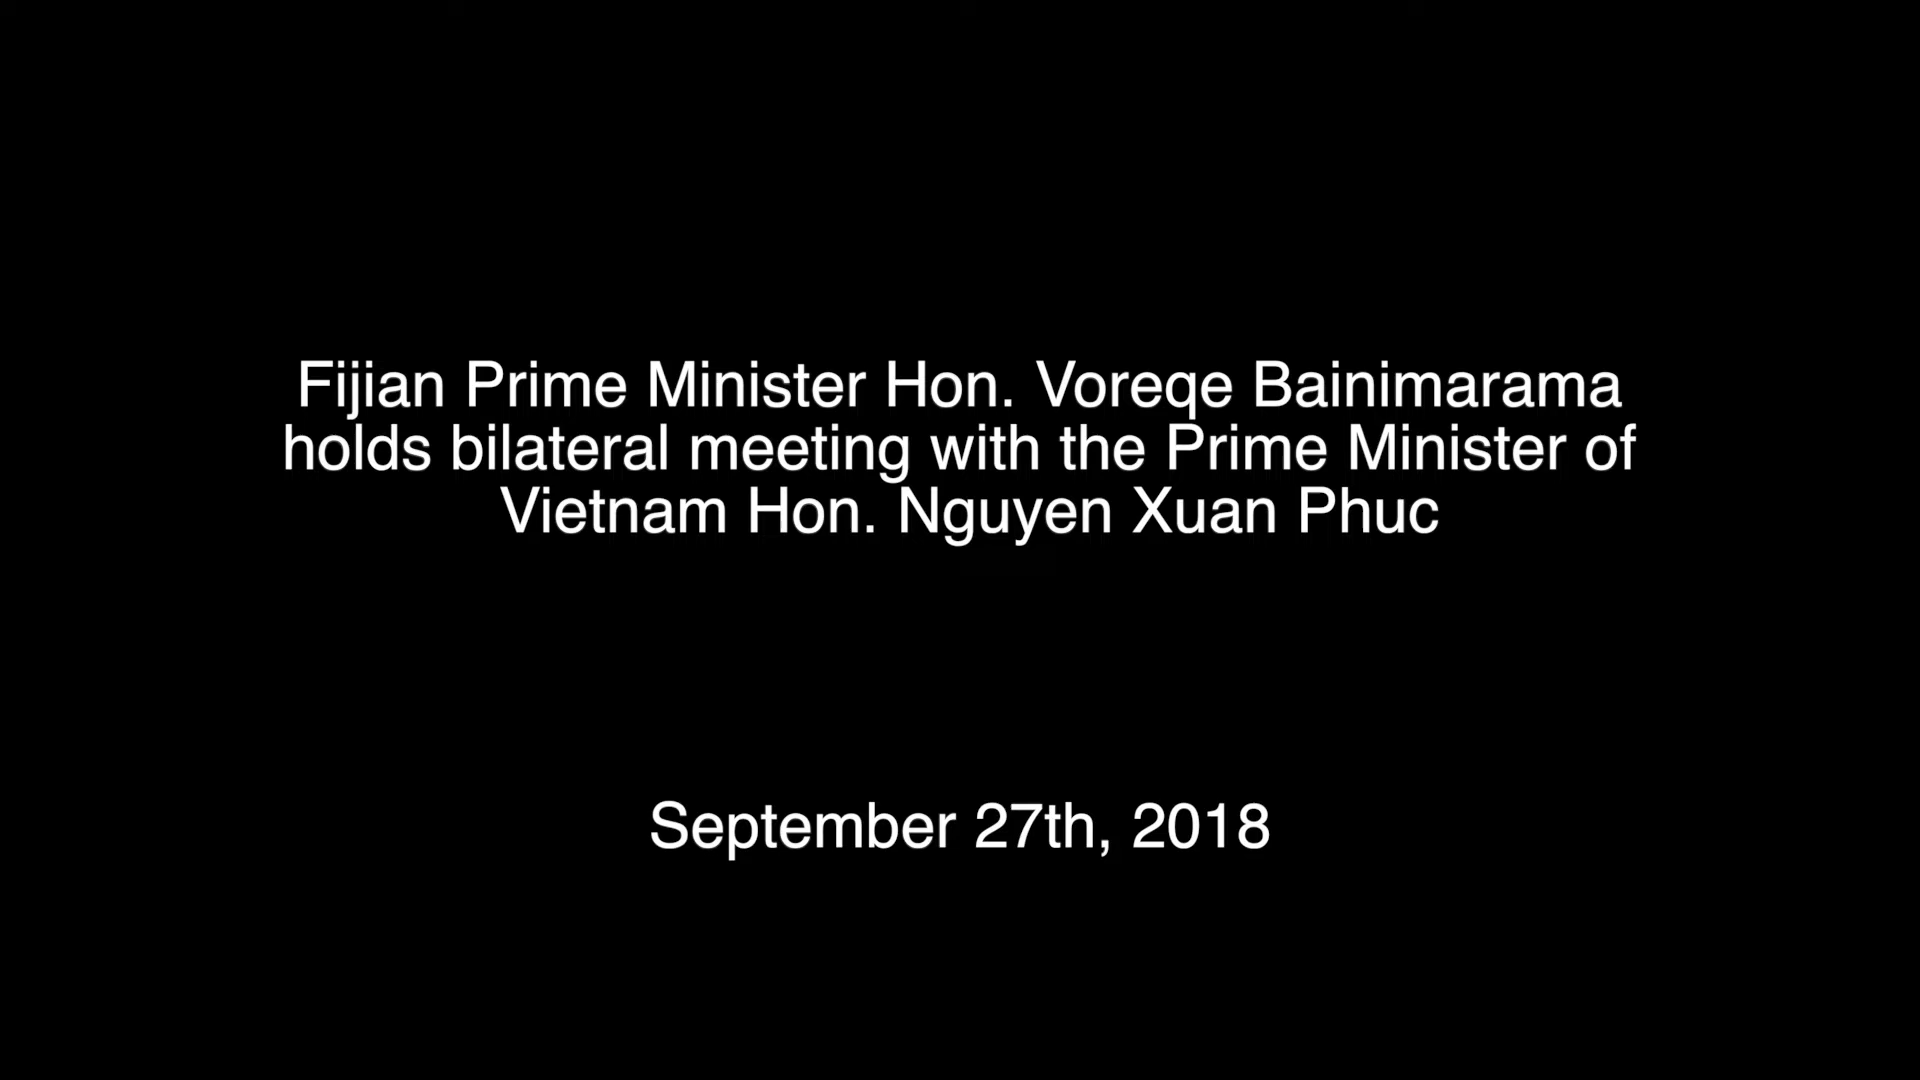 Fijian Prime Minister Hon. Voreqe Bainimarama
holds bilateral meeting with the Prime Minister of
Vietnam Hon. Nguyen Xuan Phuc
September 27th, 2018